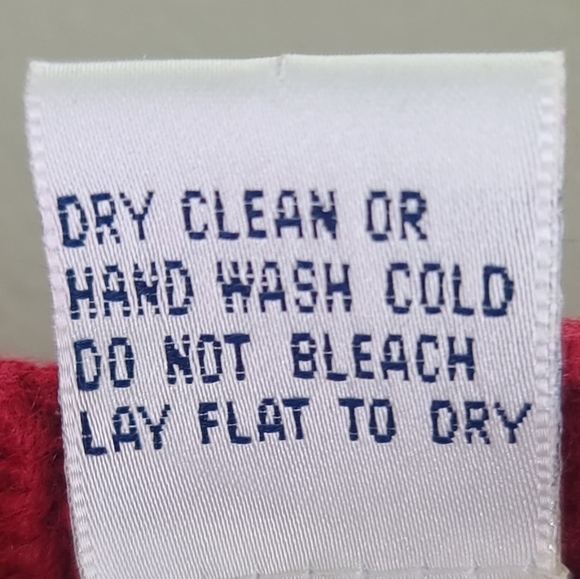 DRY CLEAN OR
HAND WASH COLD
DO NOT BLEACH
LAY FLAT TO DRY